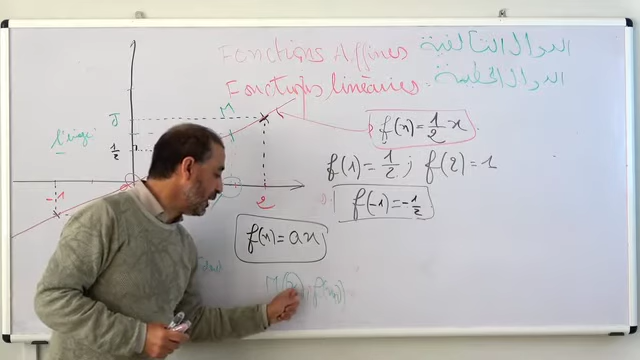 Fonctions Affines الدوال التآلفية
Fonctions linéaires الدوال الخطية
M
J
f(x) = 1/2 x
l'image
1/2
f(1) = 1/2 ; f(2) = 1
-1
2
f(-1) = -1/2
f(x) = ax